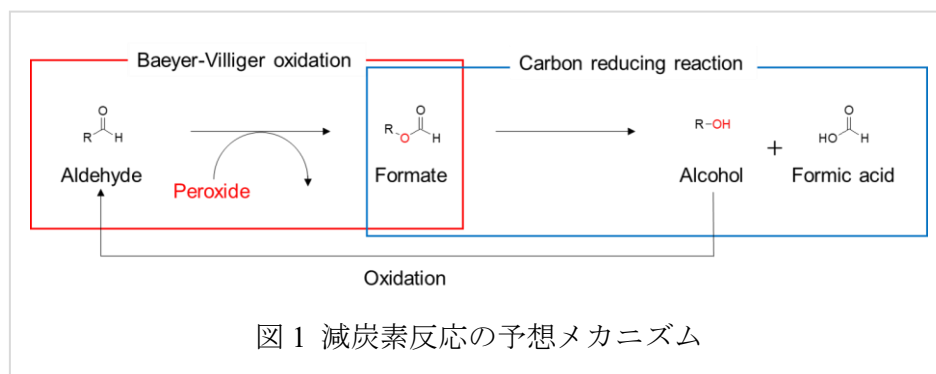 Baeyer-Villiger oxidation
Carbon reducing reaction
O
R
H
Aldehyde
Peroxide
O
R
O
H
Formate
R-OH
Alcohol
+
O
HO
H
Formic acid
Oxidation
図 1 減炭素反応の予想メカニズム